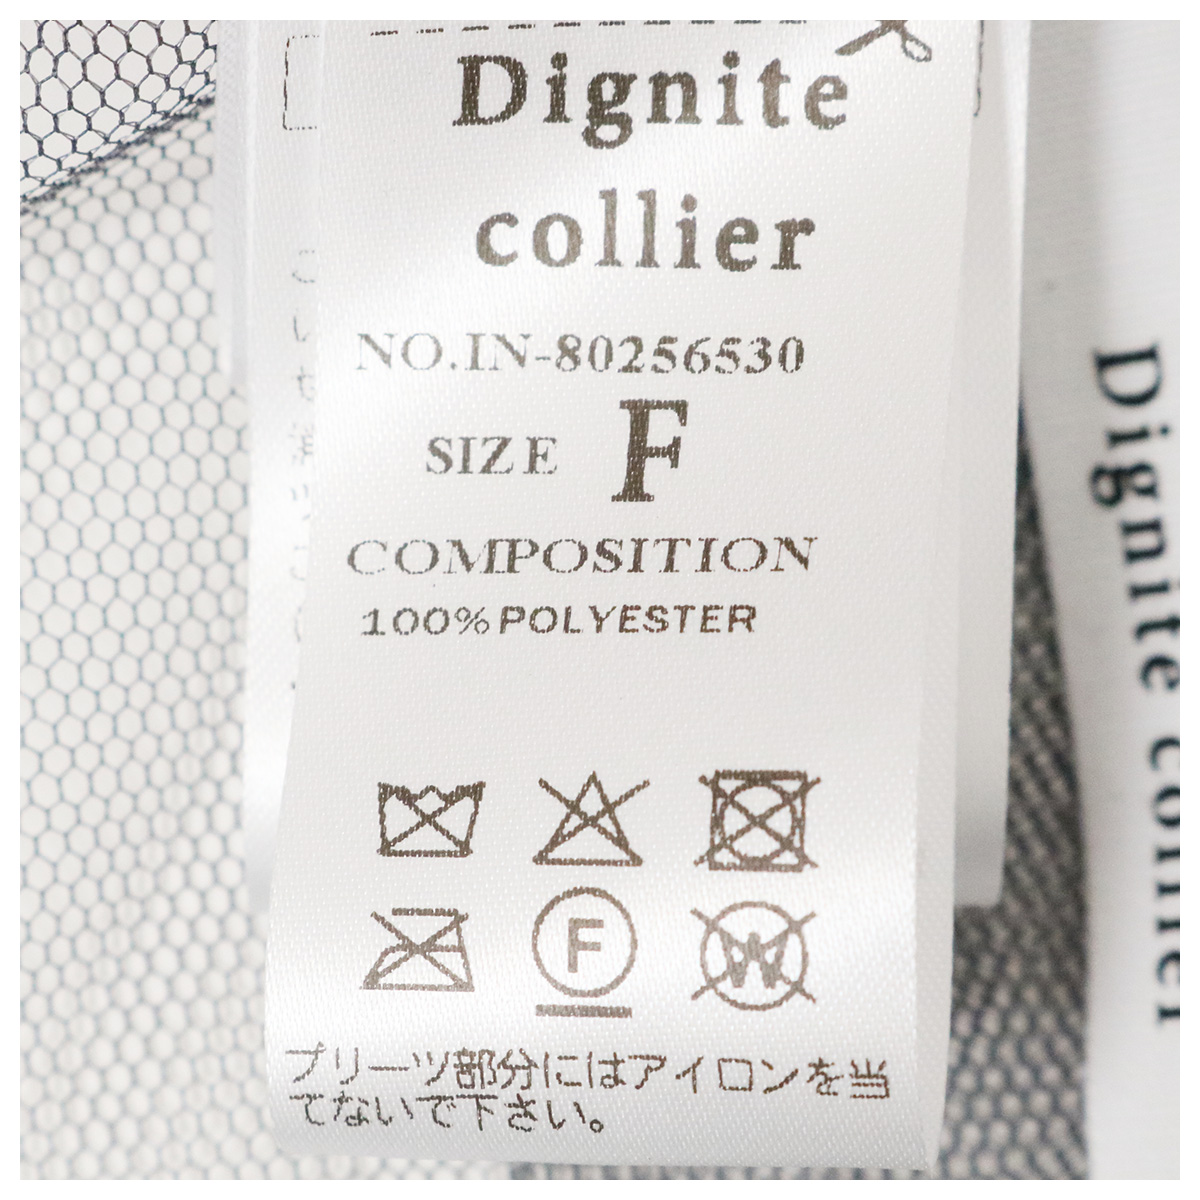 Dignite
collier
NO.IN-80256530
SIZE F
COMPOSITION
100%POLYESTER
F
W
プリーツ部分にはアイロンを当
てないで下さい。
Dignite collier